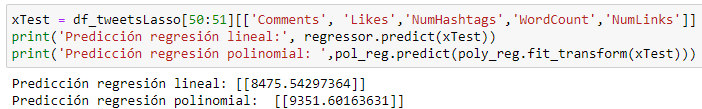 xTest = df_tweetsLasso[50:51][['Comments', 'Likes','NumHashtags','WordCount','NumLinks']]
print('Predicción regresión lineal:', regressor.predict(xTest))
print('Predicción regresión polinomial: ',pol_reg.predict(poly_reg.fit_transform(xTest)))
Predicción regresión lineal: [[8475.54297364]]
Predicción regresión polinomial:  [[9351.60163631]]